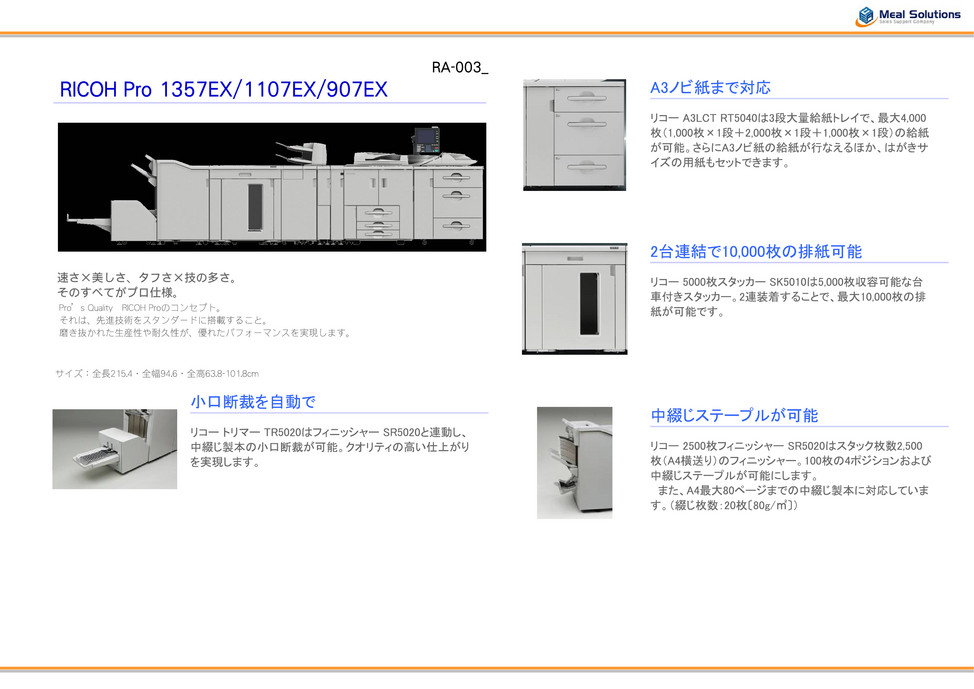 Meal Solutions
Sales Support Company
RA-003_
RICOH Pro 1357EX/1107EX/907EX
速さ×美しさ、タフさ×技の多さ。
そのすべてがプロ仕様。
Pro's Quality　RICOH Proのコンセプト。
それは、先進技術をスタンダードに搭載すること。
磨き抜かれた生産性や耐久性が、優れたパフォーマンスを実現します。
サイズ：全長215.4・全幅94.6・全高63.8-101.8cm
小口断裁を自動で
リコー トリマー TR5020はフィニッシャー SR5020と連動し、
中綴じ製本の小口断裁が可能。クオリティの高い仕上がり
を実現します。
A3ノビ紙まで対応
リコー A3LCT RT5040は3段大量給紙トレイで、最大4,000
枚（1,000枚×1段＋2,000枚×1段＋1,000枚×1段）の給紙
が可能。さらにA3ノビ紙の給紙が行なえるほか、はがきサ
イズの用紙もセットできます。
2台連結で10,000枚の排紙可能
リコー 5000枚スタッカー SK5010は5,000枚収容可能な台
車付きスタッカー。2連装着することで、最大10,000枚の排
紙が可能です。
中綴じステープルが可能
リコー 2500枚フィニッシャー SR5020はスタック枚数2,500
枚（A4横送り）のフィニッシャー。100枚の4ポジションおよび
中綴じステープルが可能にします。
また、A4最大80ページまでの中綴じ製本に対応していま
す。（綴じ枚数：20枚〔80g/㎡〕）